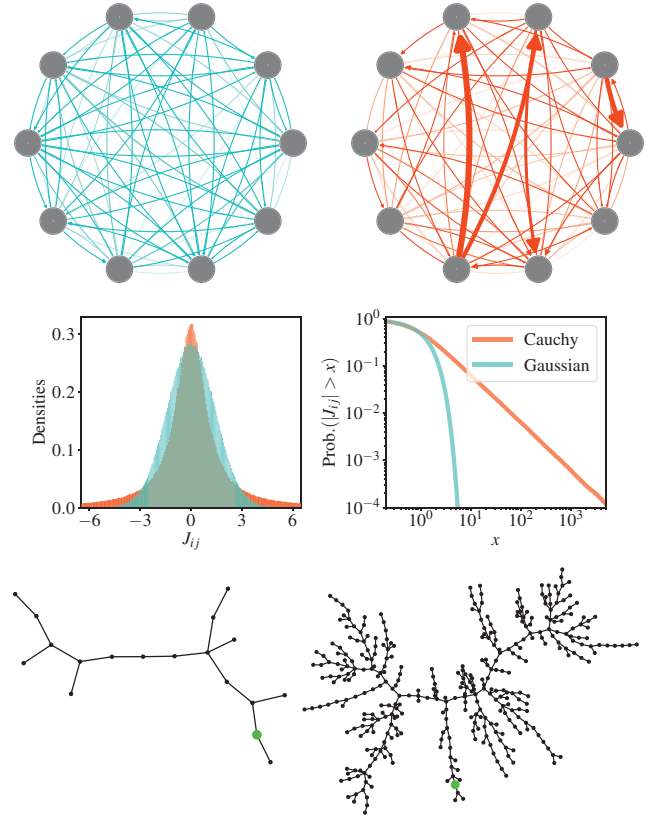 0.3
0.2
0.1
0.0
Densities
−6 −3 0 3 6
J_{ij}
10^0
10^{-1}
10^{-2}
10^{-3}
10^{-4}
Prob.(|J_{ij}| > x)
Cauchy
Gaussian
10^0 10^1 10^2 10^3
x